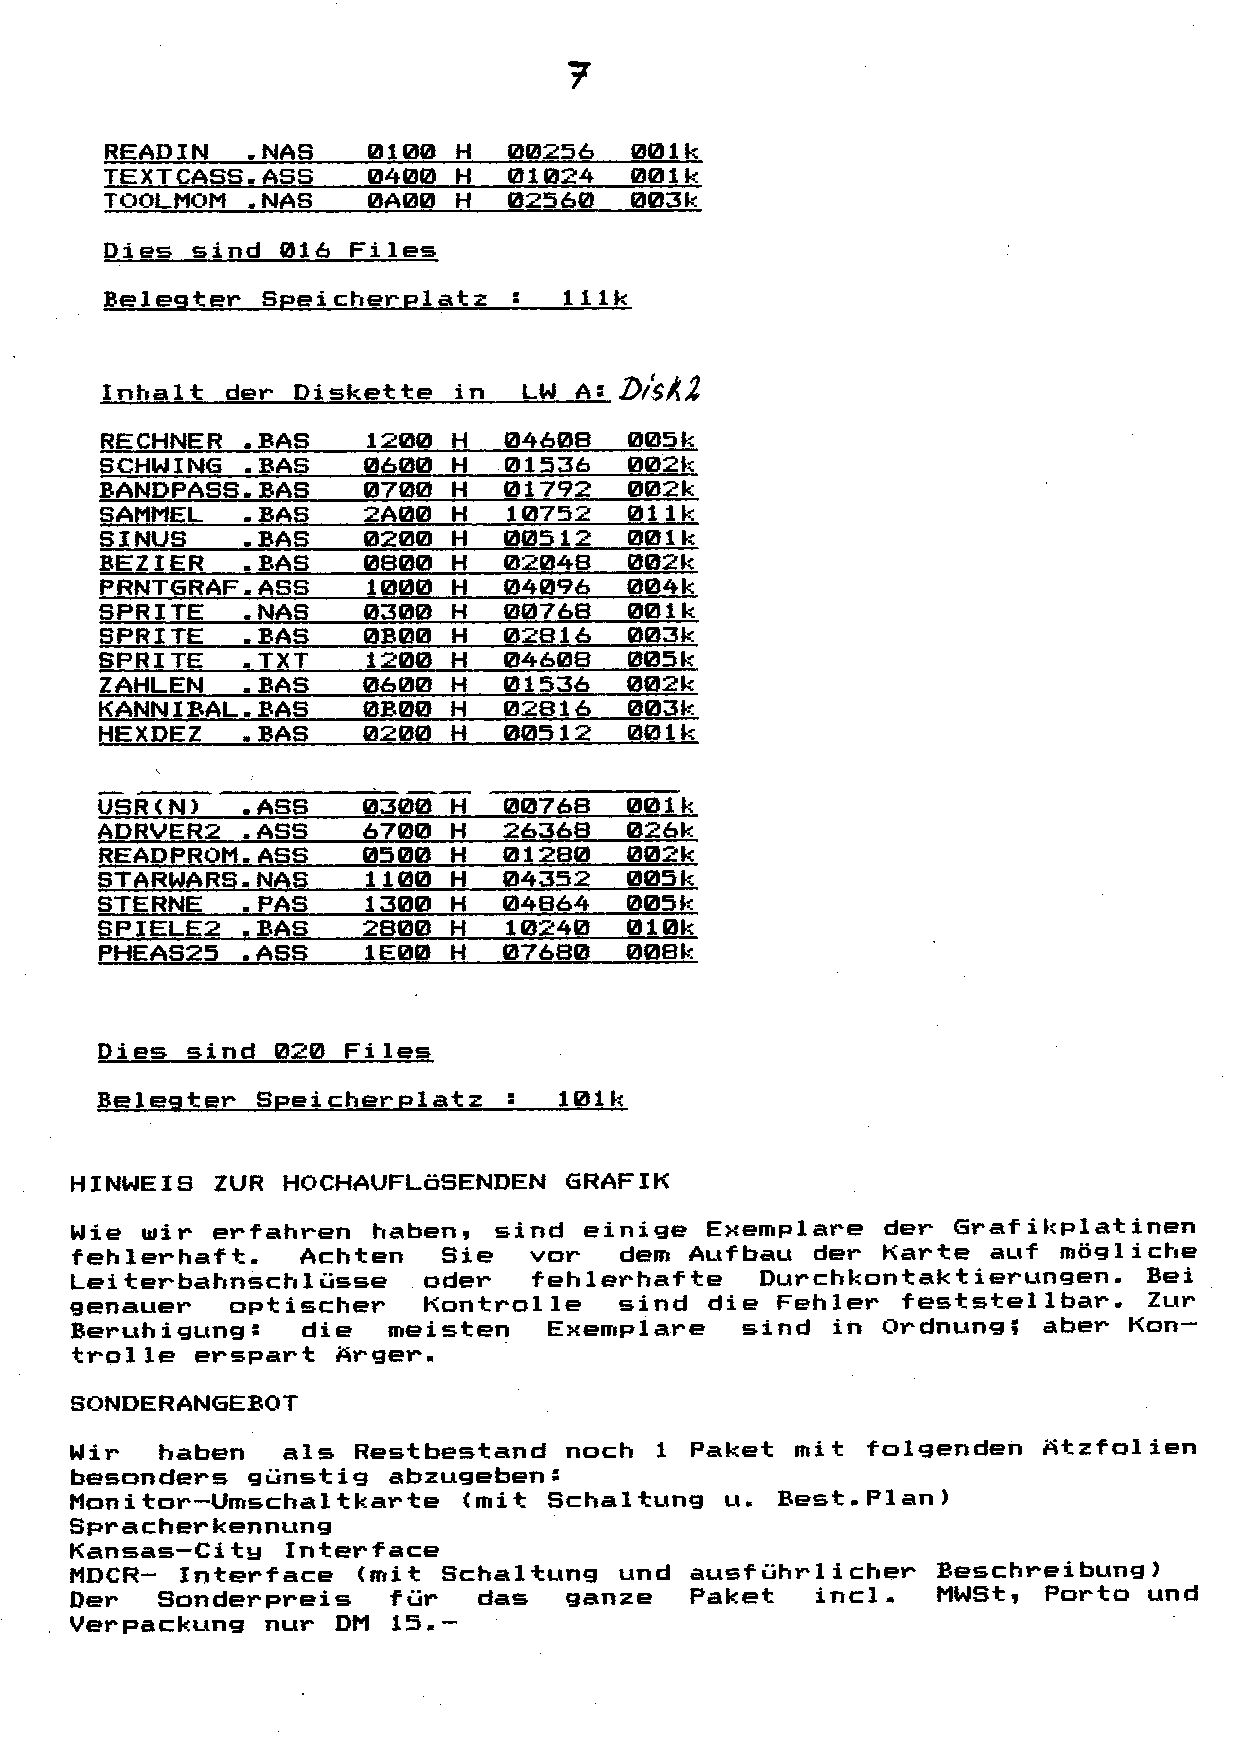 7
READIN  .NAS   0100 H  00256  001k
TEXTCASS.ASS   0400 H  01024  001k
TOOLMOM .NAS   0A00 H  02560  003k
Dies sind 016 Files
Belegter Speicherplatz :  111k
Inhalt der Diskette in  LW A: Disk2
RECHNER .BAS   1200 H  04608  005k
SCHWING .BAS   0600 H  01536  002k
BANDPASS.BAS   0700 H  01792  002k
SAMMEL  .BAS   2A00 H  10752  011k
SINUS   .BAS   0200 H  00512  001k
BEZIER  .BAS   0800 H  02048  002k
PRNTGRAF.ASS   1000 H  04096  004k
SPRITE  .NAS   0300 H  00768  001k
SPRITE  .BAS   0B00 H  02816  003k
SPRITE  .TXT   1200 H  04608  005k
ZAHLEN  .BAS   0600 H  01536  002k
KANNIBAL.BAS   0B00 H  02816  003k
HEXDEZ  .BAS   0200 H  00512  001k
USR(N)  .ASS   0300 H  00768  001k
ADRVER2 .ASS   6700 H  26368  026k
READPROM.ASS   0500 H  01280  002k
STARWARS.NAS   1100 H  04352  005k
STERNE  .PAS   1300 H  04864  005k
SPIELE2 .BAS   2800 H  10240  010k
PHEAS25 .ASS   1E00 H  07680  008k
Dies sind 020 Files
Belegter Speicherplatz :  101k
HINWEIS ZUR HOCHAUFLöSENDEN GRAFIK
Wie wir erfahren haben, sind einige Exemplare der Grafikplatinen
fehlerhaft. Achten Sie vor dem Aufbau der Karte auf mögliche
Leiterbahnschlüsse oder fehlerhafte Durchkontaktierungen. Bei
genauer optischer Kontrolle sind die Fehler feststellbar. Zur
Beruhigung: die meisten Exemplare sind in Ordnung; aber Kon-
trolle erspart Ärger.
SONDERANGEBOT
Wir haben als Restbestand noch 1 Paket mit folgenden Ätzfolien
besonders günstig abzugeben:
Monitor-Umschaltkarte (mit Schaltung u. Best.Plan)
Spracherkennung
Kansas-City Interface
MDCR- Interface (mit Schaltung und ausführlicher Beschreibung)
Der Sonderpreis für das ganze Paket incl. MWSt, Porto und
Verpackung nur DM 15.-